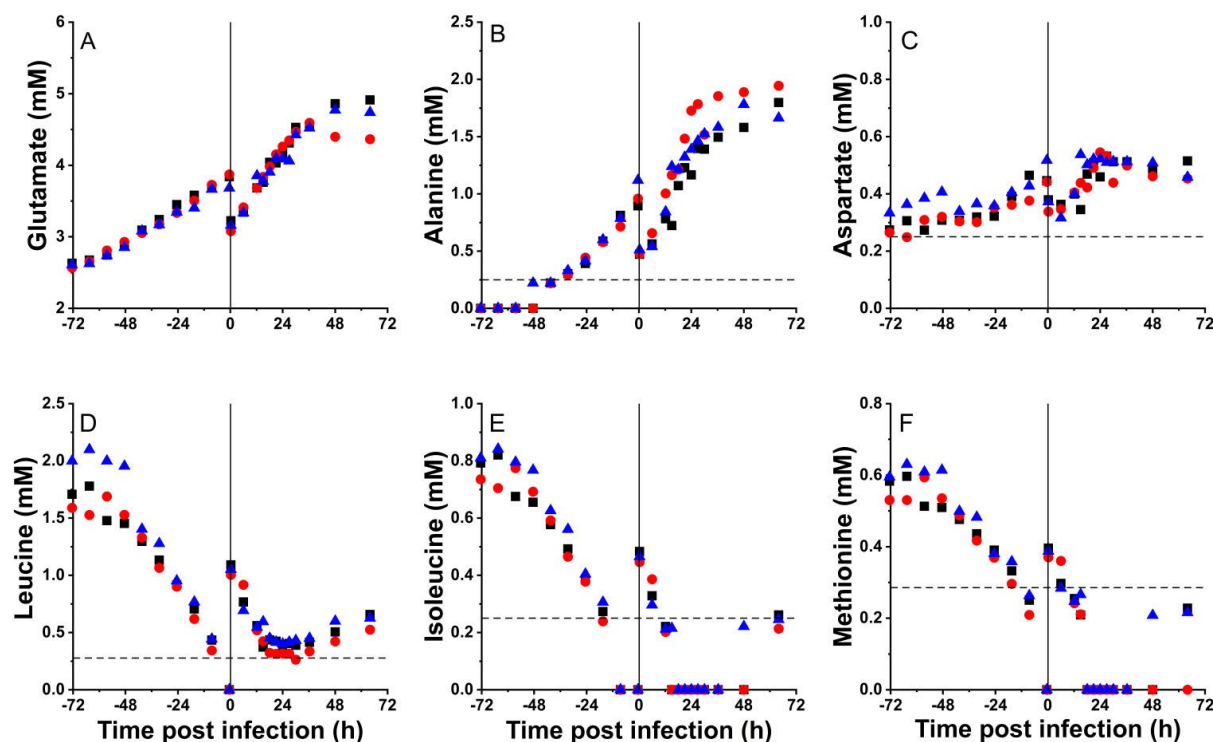 A
Glutamate (mM)
6
5
4
3
2
-72 -48 -24 0 24 48 72
B
Alanine (mM)
2.5
2.0
1.5
1.0
0.5
0.0
-72 -48 -24 0 24 48 72
C
Aspartate (mM)
1.0
0.8
0.6
0.4
0.2
0.0
-72 -48 -24 0 24 48 72
D
Leucine (mM)
2.5
2.0
1.5
1.0
0.5
0.0
-72 -48 -24 0 24 48 72
Time post infection (h)
E
Isoleucine (mM)
1.0
0.8
0.6
0.4
0.2
0.0
-72 -48 -24 0 24 48 72
Time post infection (h)
F
Methionine (mM)
0.8
0.6
0.4
0.2
0.0
-72 -48 -24 0 24 48 72
Time post infection (h)